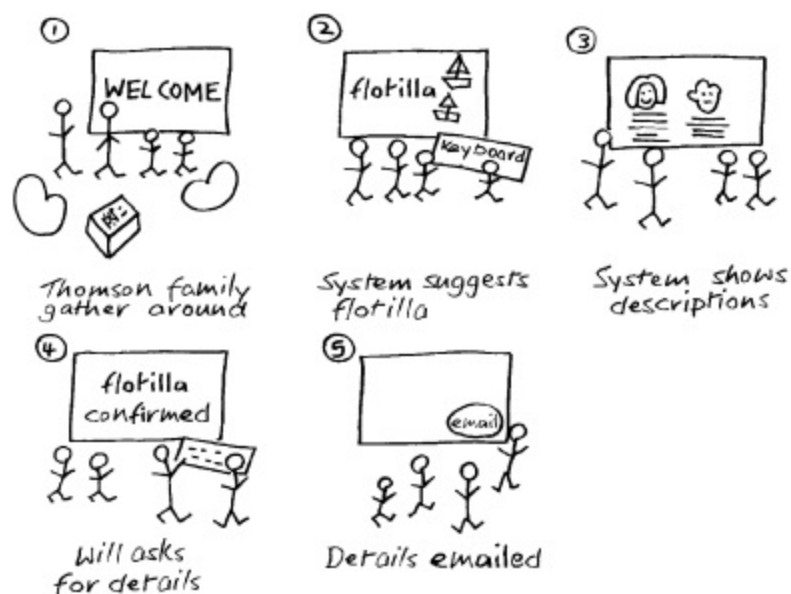 1
WELCOME
Thomson family
gather around
2
flotilla
keyboard
System suggests
flotilla
3
System shows
descriptions
4
flotilla
confirmed
Will asks
for details
5
email
Details emailed